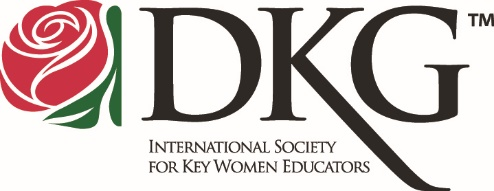 DKG™
INTERNATIONAL SOCIETY
FOR KEY WOMEN EDUCATORS